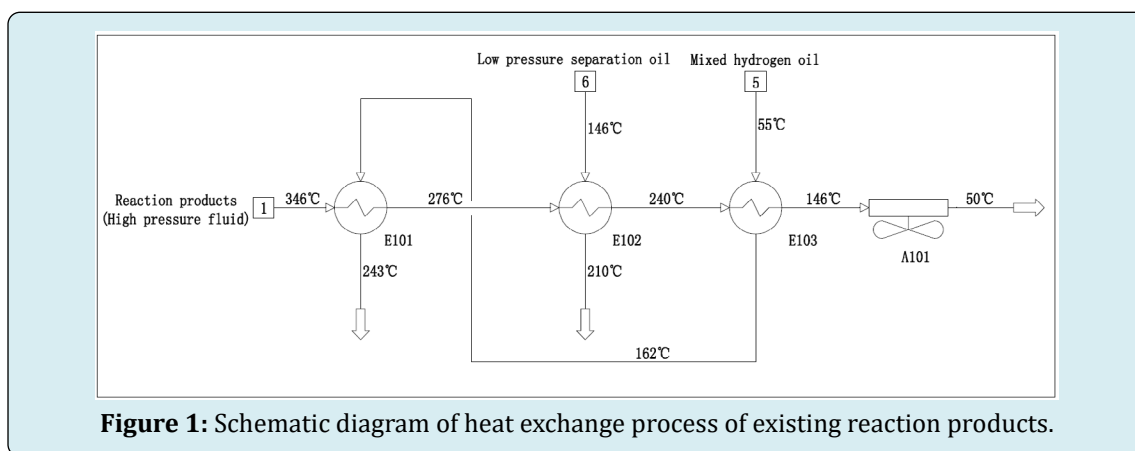 Low pressure separation oil
Mixed hydrogen oil
6
5
146℃
55℃
Reaction products
(High pressure fluid)
1
346℃
276℃
240℃
146℃
50℃
E101
E102
E103
A101
243℃
210℃
162℃
Figure 1: Schematic diagram of heat exchange process of existing reaction products.